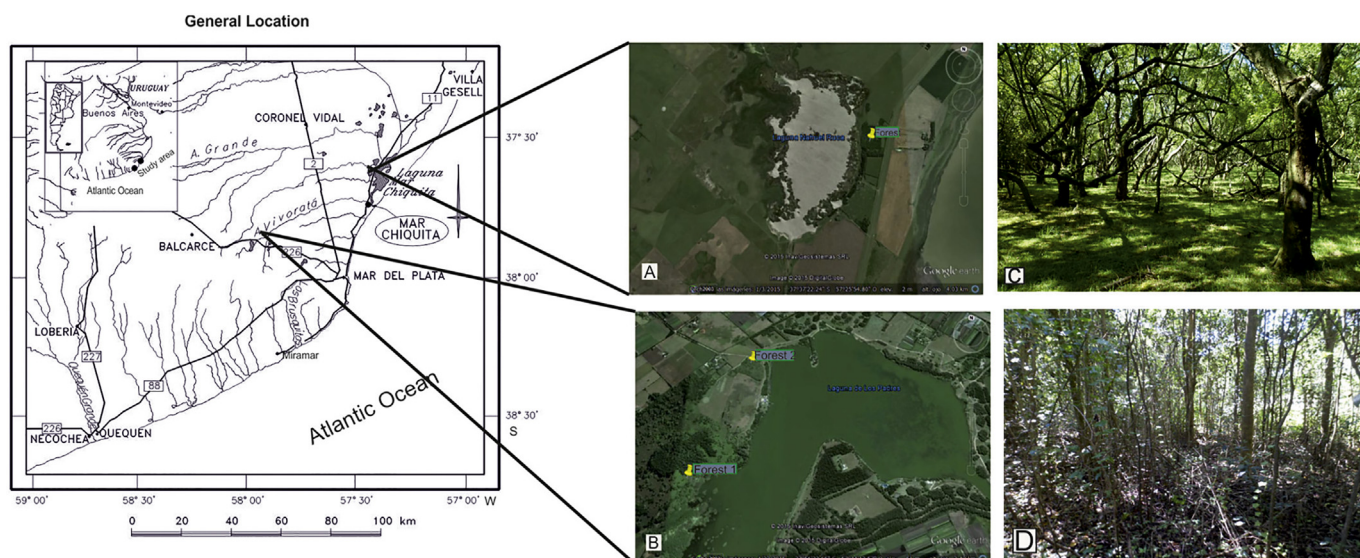 General Location
URUGUAY
Montevideo
Buenos Aires
Study area
Atlantic Ocean
VILLA
GESELL
11
CORONEL VIDAL
37° 30'
A. Grande
2
Laguna
Mar
Chiquita
Vivoratá
MAR
CHIQUITA
BALCARCE
226
38° 00'
MAR DEL PLATA
LOBERIA
227
Miramar
88
Atlantic Ocean
38° 30'
S
226
NECOCHEA
QUEQUEN
59° 00'
58° 30'
58° 00'
57° 30'
57° 00'
W
0 20 40 60 80 100 km
Forest
A
Google earth
Forest 2
Laguna de Los Padres
Forest 1
B
Google earth
C
D